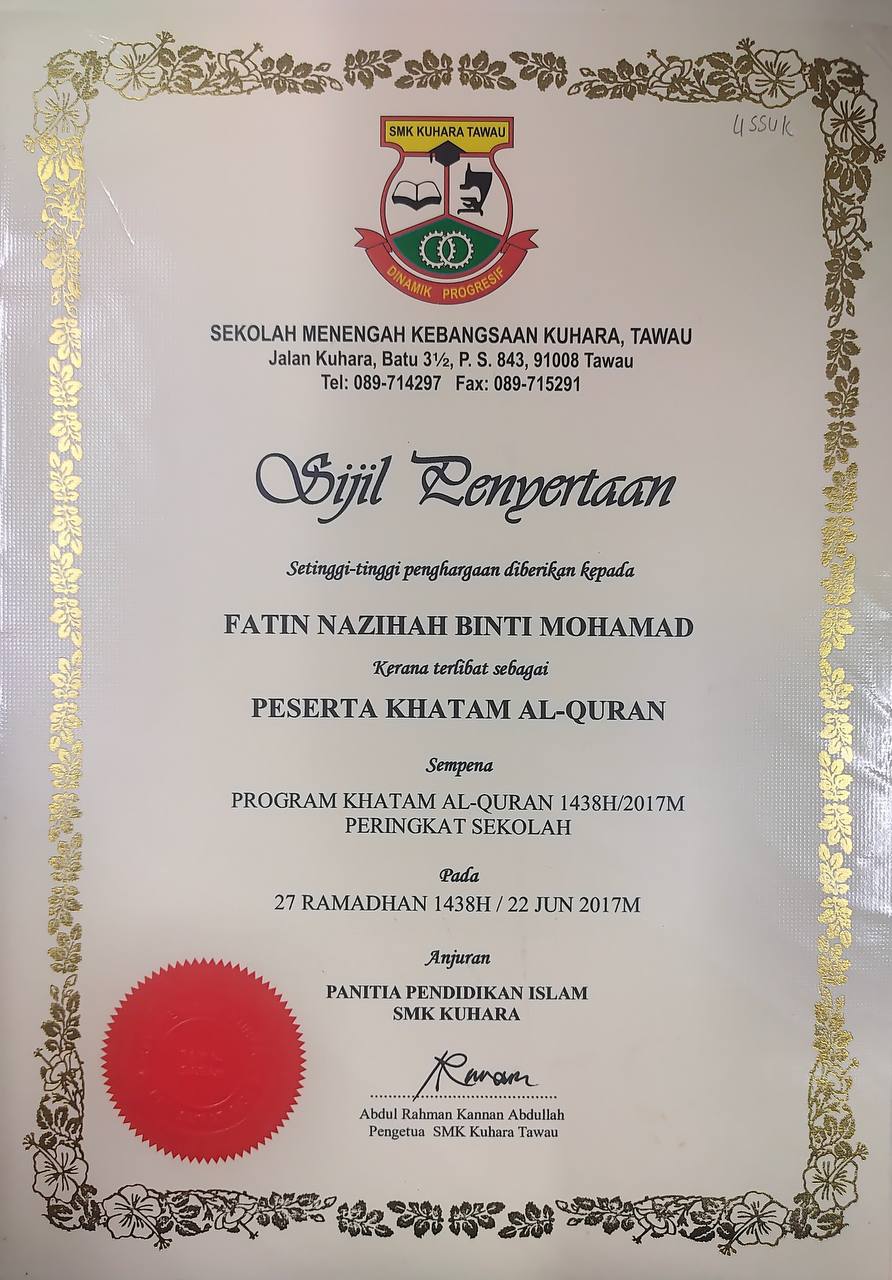 4SSUK
SMK KUHARA TAWAU
DINAMIK PROGRESIF
SEKOLAH MENENGAH KEBANGSAAN KUHARA, TAWAU
Jalan Kuhara, Batu 3½, P. S. 843, 91008 Tawau
Tel: 089-714297 Fax: 089-715291
Sijil Penyertaan
Setinggi-tinggi penghargaan diberikan kepada
FATIN NAZIHAH BINTI MOHAMAD
Kerana terlibat sebagai
PESERTA KHATAM AL-QURAN
Sempena
PROGRAM KHATAM AL-QURAN 1438H/2017M
PERINGKAT SEKOLAH
Pada
27 RAMADHAN 1438H / 22 JUN 2017M
Anjuran
PANITIA PENDIDIKAN ISLAM
SMK KUHARA
Abdul Rahman Kannan Abdullah
Pengetua SMK Kuhara Tawau